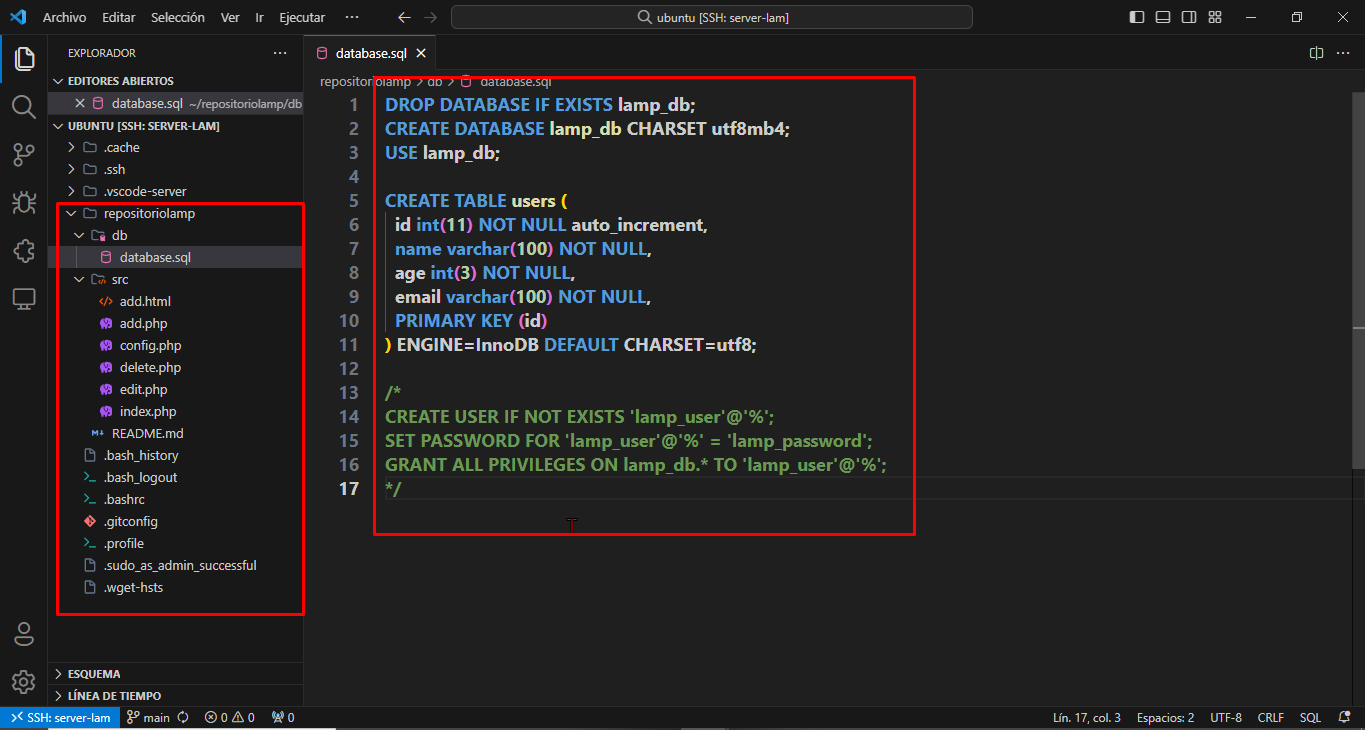 Archivo Editar Selección Ver Ir Ejecutar ··· ubuntu [SSH: server-lam]
EXPLORADOR ···
EDITORES ABIERTOS
database.sql ~/repositoriolamp/db
UBUNTU [SSH: SERVER-LAM]
.cache
.ssh
.vscode-server
repositoriolamp
db
database.sql
src
add.html
add.php
config.php
delete.php
edit.php
index.php
README.md
.bash_history
.bash_logout
.bashrc
.gitconfig
.profile
.sudo_as_admin_successful
.wget-hsts
ESQUEMA
LÍNEA DE TIEMPO
database.sql
repositoriolamp > db > database.sql
1 DROP DATABASE IF EXISTS lamp_db;
2 CREATE DATABASE lamp_db CHARSET utf8mb4;
3 USE lamp_db;
4
5 CREATE TABLE users (
6 id int(11) NOT NULL auto_increment,
7 name varchar(100) NOT NULL,
8 age int(3) NOT NULL,
9 email varchar(100) NOT NULL,
10 PRIMARY KEY (id)
11 ) ENGINE=InnoDB DEFAULT CHARSET=utf8;
12
13 /*
14 CREATE USER IF NOT EXISTS 'lamp_user'@'%';
15 SET PASSWORD FOR 'lamp_user'@'%' = 'lamp_password';
16 GRANT ALL PRIVILEGES ON lamp_db.* TO 'lamp_user'@'%';
17 */
SSH: server-lam main 0 0 0 Lín. 17, col. 3 Espacios: 2 UTF-8 CRLF SQL